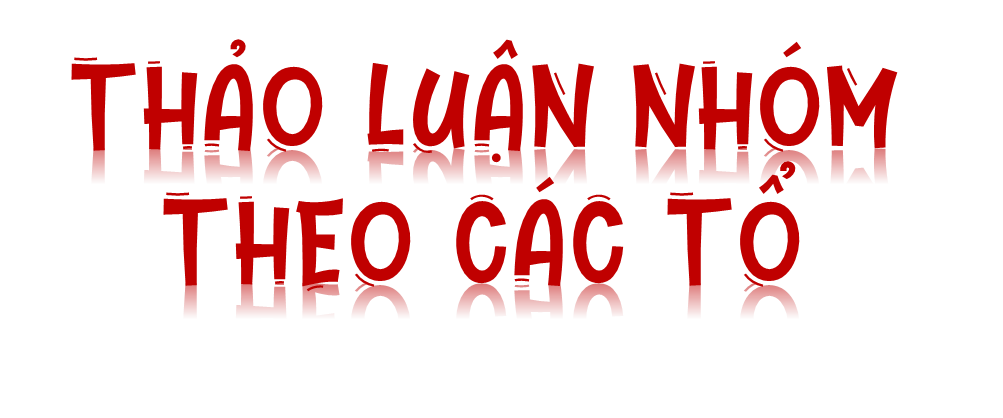 THẢO LUẬN NHÓM
THEO CÁC TỔ